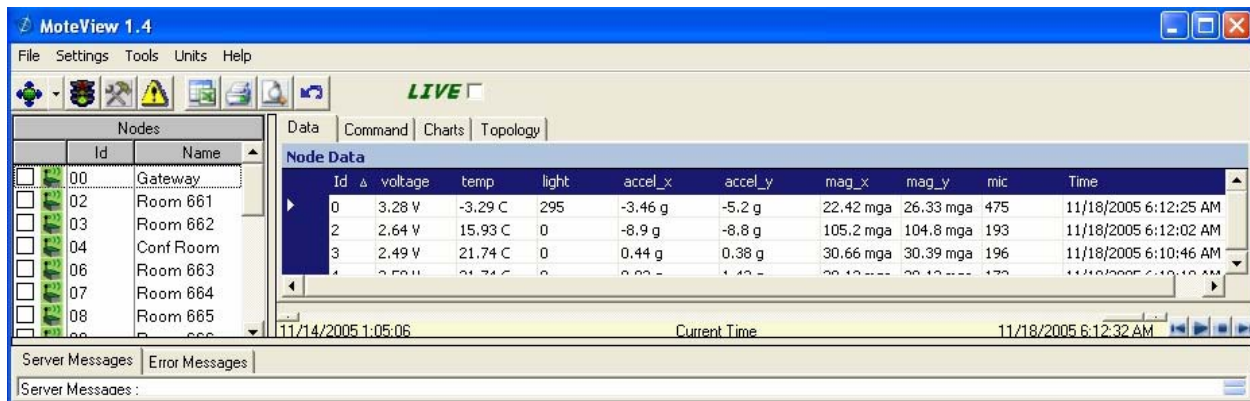 MoteView 1.4
File Settings Tools Units Help
LIVE
Nodes
Id Name
00 Gateway
02 Room 661
03 Room 662
04 Conf Room
06 Room 663
07 Room 664
08 Room 665
Data Command Charts Topology
Node Data
Id voltage temp light accel_x accel_y mag_x mag_y mic Time
0 3.28 V -3.29 C 295 -3.46 g -5.2 g 22.42 mga 26.33 mga 475 11/18/2005 6:12:25 AM
2 2.64 V 15.93 C 0 -8.9 g -8.8 g 105.2 mga 104.8 mga 193 11/18/2005 6:12:02 AM
3 2.49 V 21.74 C 0 0.44 g 0.38 g 30.66 mga 30.39 mga 196 11/18/2005 6:10:46 AM
11/14/2005 1:05:06 Current Time 11/18/2005 6:12:32 AM
Server Messages Error Messages
Server Messages :